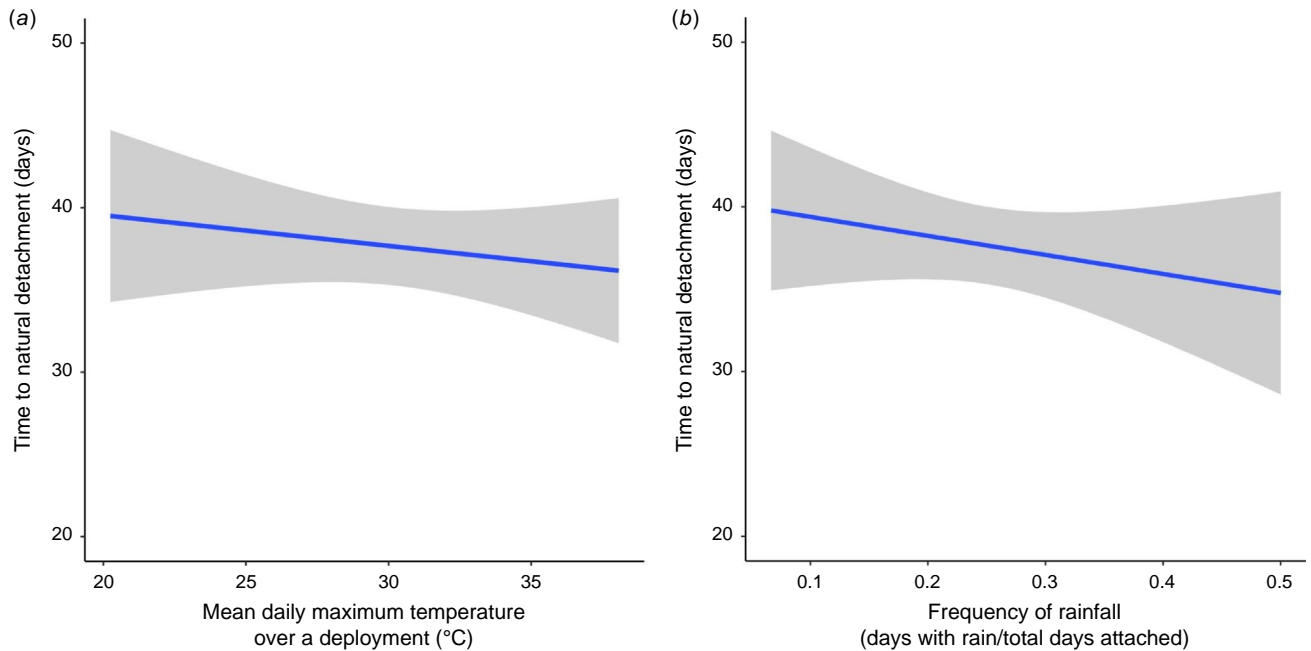 (a)
50
40
30
20
Time to natural detachment (days)
20
25
30
35
Mean daily maximum temperature
over a deployment (°C)
(b)
50
40
30
20
Time to natural detachment (days)
0.1
0.2
0.3
0.4
0.5
Frequency of rainfall
(days with rain/total days attached)